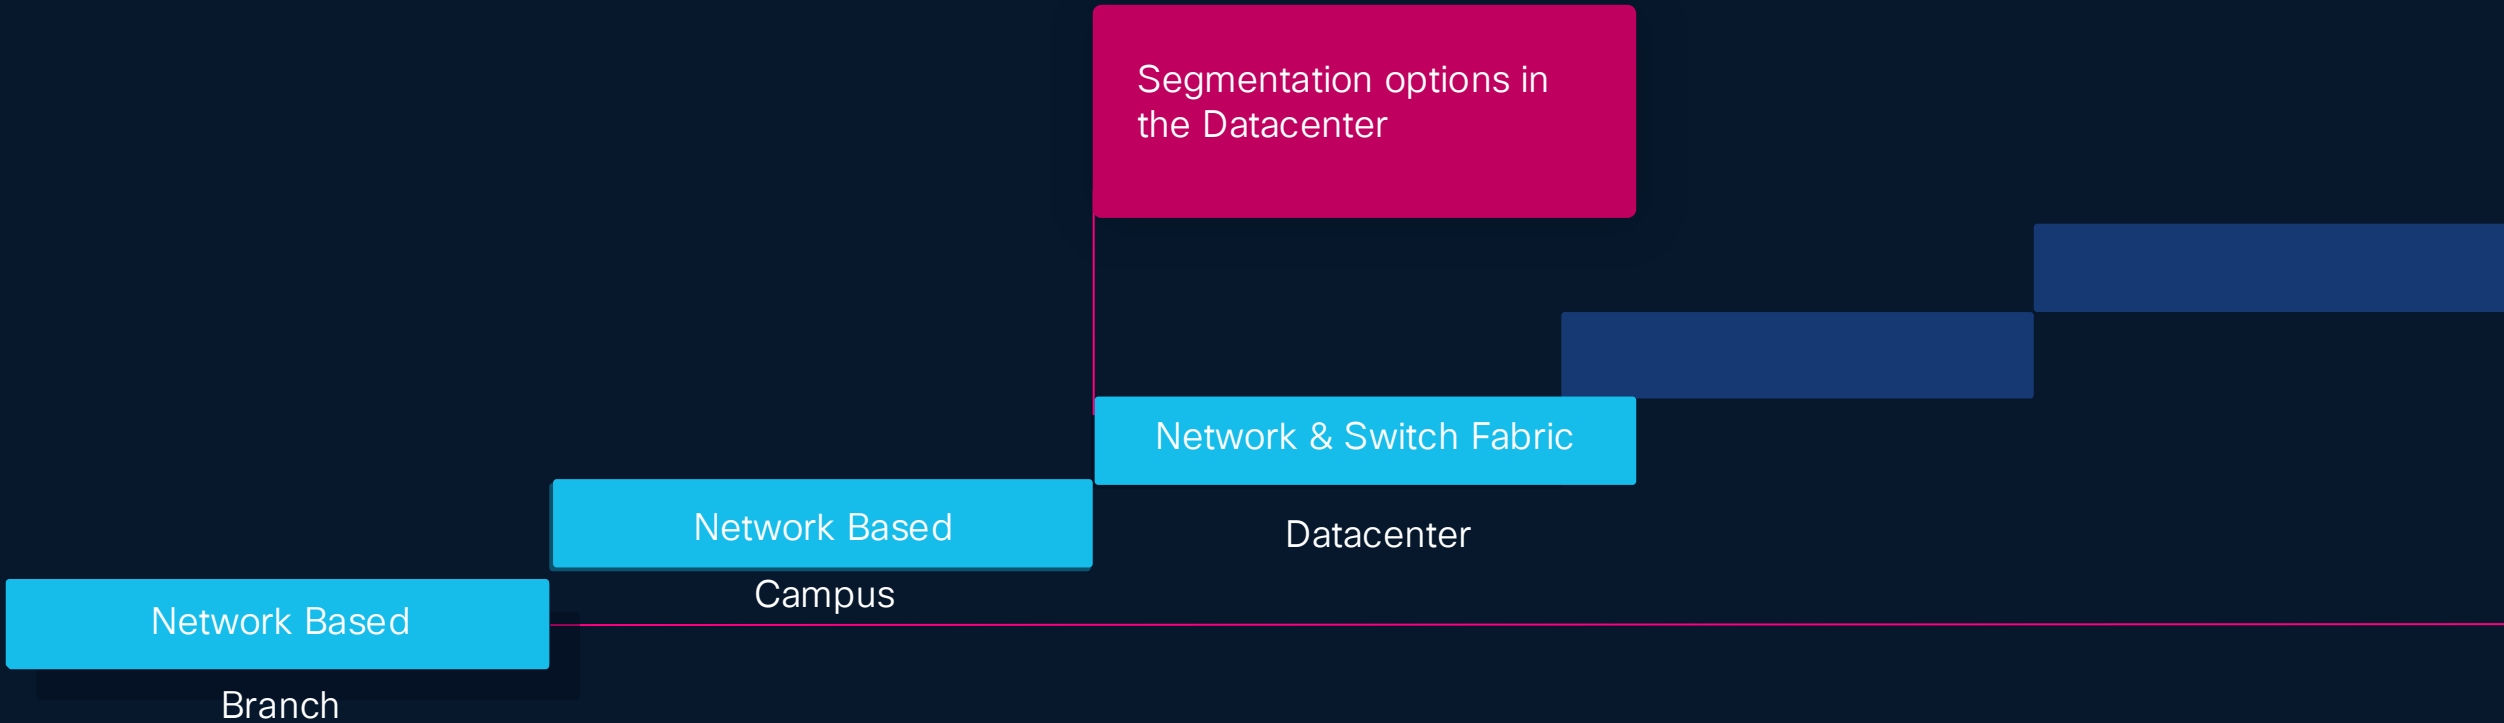 Segmentation options in
the Datacenter
Network & Switch Fabric
Datacenter
Network Based
Campus
Network Based
Branch